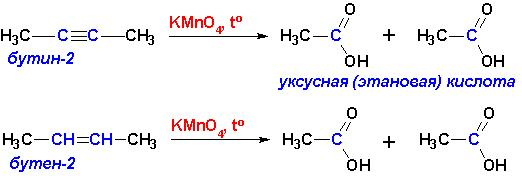 KMnO₄, tº
H₃C—C≡C—CH₃ → H₃C—C(=O)OH + H₃C—C(=O)OH
бутин-2
уксусная (этановая) кислота
KMnO₄, tº
H₃C—CH=CH—CH₃ → H₃C—C(=O)OH + H₃C—C(=O)OH
бутен-2